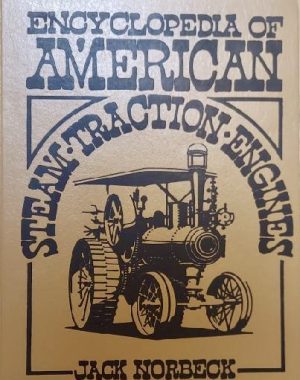 ENCYCLOPEDIA OF
AMERICAN
STEAM·TRACTION·ENGINES
JACK NORBECK